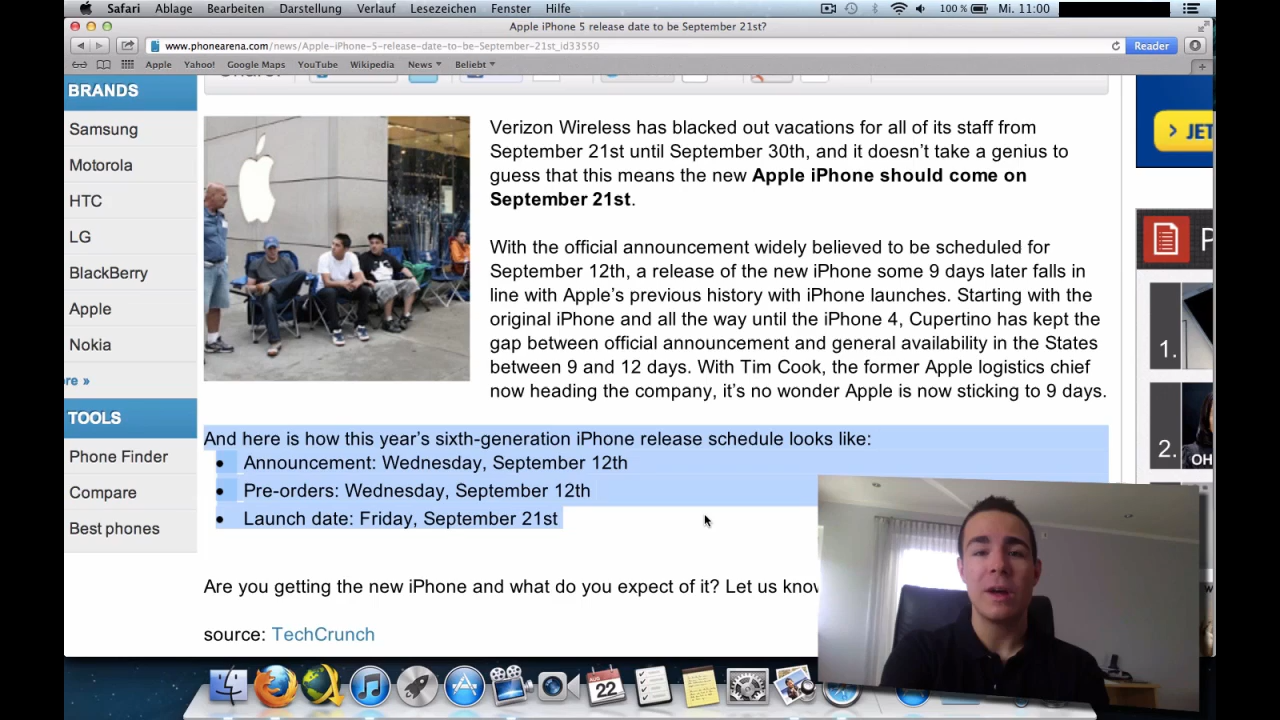 Safari Ablage Bearbeiten Darstellung Verlauf Lesezeichen Fenster Hilfe 100 % Mi. 11:00
Apple iPhone 5 release date to be September 21st?
www.phonearena.com/news/Apple-iPhone-5-release-date-to-be-September-21st_id33550 Reader
Apple Yahoo! Google Maps YouTube Wikipedia News Beliebt
BRANDS
Samsung
Motorola
HTC
LG
BlackBerry
Apple
Nokia
re »
TOOLS
Phone Finder
Compare
Best phones
Verizon Wireless has blacked out vacations for all of its staff from
September 21st until September 30th, and it doesn't take a genius to
guess that this means the new Apple iPhone should come on
September 21st.
With the official announcement widely believed to be scheduled for
September 12th, a release of the new iPhone some 9 days later falls in
line with Apple's previous history with iPhone launches. Starting with the
original iPhone and all the way until the iPhone 4, Cupertino has kept the
gap between official announcement and general availability in the States
between 9 and 12 days. With Tim Cook, the former Apple logistics chief
now heading the company, it's no wonder Apple is now sticking to 9 days.
And here is how this year's sixth-generation iPhone release schedule looks like:
• Announcement: Wednesday, September 12th
• Pre-orders: Wednesday, September 12th
• Launch date: Friday, September 21st
Are you getting the new iPhone and what do you expect of it? Let us know
source: TechCrunch
> JET
P
1.
2.
OH
AUG
22